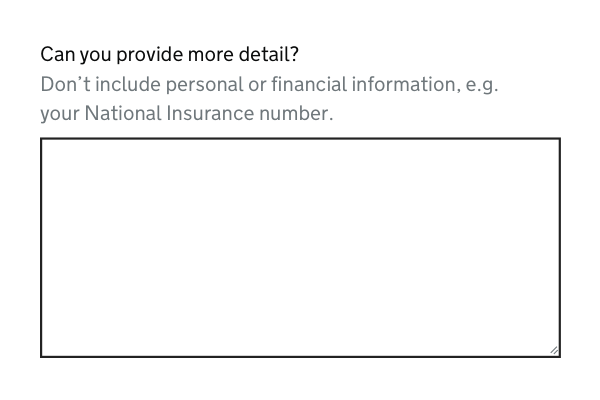 Can you provide more detail?
Don’t include personal or financial information, e.g.
your National Insurance number.